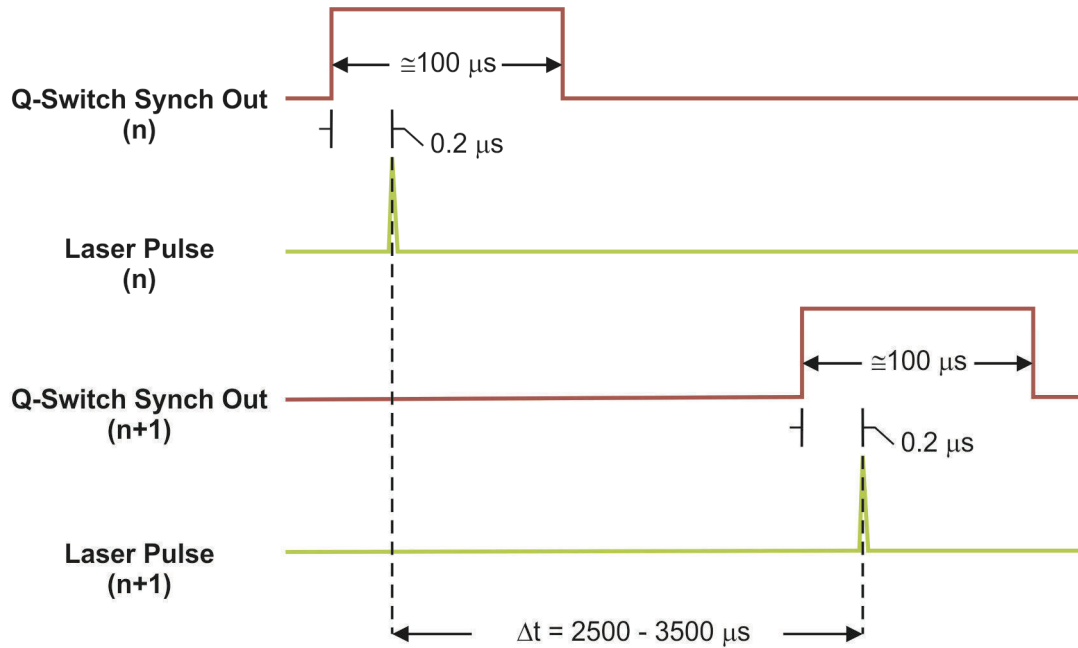 ≅100 μs
Q-Switch Synch Out
(n)
0.2 μs
Laser Pulse
(n)
≅100 μs
Q-Switch Synch Out
(n+1)
0.2 μs
Laser Pulse
(n+1)
Δt = 2500 - 3500 μs